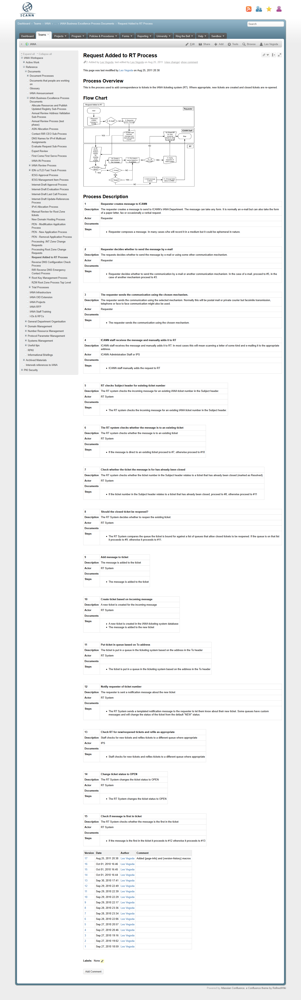 ICANN
Dashboard › Teams › IANA › … › IANA Business Excellence Process Documents › Request Added to RT Process
Search
Dashboard Teams Projects Program Policies & Procedures Forms Reporting University Ring the Bell Help Sandbox
IANA
Edit Share Add Tools Browse Leo Vegoda
Expand all Collapse all
IANA Workspace
Active Work
Reference
Documents
Document Processes
Documents that people are working
on
Glossary
IANA Announcement
IANA Business Excellence Process
Documents
Allocate Resources and Publish
Updated Registry Sub-Process
Annual Review Address Validation
Sub-Process
Annual Review Process (test
phase)
ASN Allocation Process
Contact RIR CEO Sub-Process
DNS Names for IPv4 Multicast
Assignments
Evaluate Request Sub-Process
Expert Review
First Come First Serve Process
IANA-IN Process
IANA Review Process
IDN ccTLD Fast Track Process
IESG Approval Process
IESG Management Item Process
Internet-Draft Approval Process
Internet-Draft Evaluation Process
Internet-Draft Last Call Process
Internet-Draft Update-References
Process
IPv6 Allocation Process
Manual Review for Root Zone
tickets
New Domain Hosting Process
PEN - Modification Application
Process
PEN - New Application Process
PEN - Removal Application Process
Processing .INT Zone Change
Requests
Processing Root Zone Change
Requests
Request Added to RT Process
Reverse DNS Configuration Check
Process
RIR Reverse DNS Emergency
Contact Process
Root Key Management Process
RZM Root Zone Process Top Level
Trial Processes
IANA Infrastructure
IANA OID Extension
IANA Projects
IANA RFP
IANA Staff Training
I-Ds & RFCs
General Department Organisation
Domain Management
Number Resource Management
Protocol Parameter Management
Systems Management
Useful tips
RPKI
Informational Briefings
Archived Materials
Interweb references to IANA
PKI Security
Request Added to RT Process
2 Added by Leo Vegoda, last edited by Leo Vegoda on Aug 25, 2011 (view change) show comment
This page was last modified by Leo Vegoda on Aug 25, 2011 20:38
Process Overview
This is the process used to add correspondence to tickets in the IANA ticketing system (RT). Where appropriate, new tickets are created and closed tickets are re-opened.
Flow Chart
Request Added to RT
Requester
Start
1. Requester
creates
message to
ICANN
2. E-mail?
NO
3. Requester
sends message
YES
ICANN Staff
4. ICANN staff
receives
message and
manually sends
it to RT
13. Check RT
for new/
reopened
tickets & refile
as appropriate
Stop
RT
NO
5. RT
checks
Subject
header for
existing
ticket
number
10. Create a
ticket based on
the message
11. Put ticket in
queue based on
To address
15. 1st
message?
YES
12. Notify
requester of
ticket number
6. Existing
ticket?
NO
YES
7. Closed?
NO
YES
8. Reopen?
YES
NO
9. Add message
to ticket
14. Change ticket
status to OPEN
Process Description
1 Requester creates message to ICANN
Description The requester creates a message to send to ICANN's IANA Department. The message can take any form. It is normally an e-mail but can also take the form
of a paper letter, fax or occasionally a verbal request.
Actor Requester
Documents
Steps
• Requester composes a message. In many cases s/he will record it in a medium but it could be ephemeral in nature.
2 Requester decides whether to send the message by e-mail
Description The requests decides whether to send the message by e-mail or using some other communication mechanism.
Actor Requester
Documents
Steps
• Requester decides whether to send the communication by e-mail or another communication mechanism. In the case of e-mail, proceed to #5, in the
case of another mechanism proceed to #3.
3 The requester sends the communication using the chosen mechanism.
Description The requester sends the communication using the selected mechanism. Normally this will be postal mail or private courier but facsimile transmission,
telephone or face to face communication might also be used.
Actor Requester
Documents
Steps
• The requester sends the communication using the chosen mechanism.
4 ICANN staff receives the message and manually adds it to RT
Description ICANN staff receives the message and manually adds it to RT. In most cases this will mean scanning a letter of some kind and e-mailing it to the appropriate
address.
Actor ICANN Administration Staff or IPS
Documents
Steps
• ICANN staff manually adds the request to RT
5 RT checks Subject header for existing ticket number
Description The RT system checks the incoming message for an existing IANA ticket number in the Subject header.
Actor RT System
Documents
Steps
• The RT system checks the incoming message for an existing IANA ticket number in the Subject header.
6 The RT system checks whether the message is to an existing ticket
Description The RT system checks whether the message is to an existing ticket
Actor RT System
Documents
Steps
• If the message is direct to an existing ticket proceed to #7, otherwise proceed to #10
7 Check whether the ticket the message is for has already been closed
Description The RT system checks whether the ticket number in the Subject header relates to a ticket that has already been closed (marked as Resolved).
Actor RT System
Documents
Steps
• If the ticket number in the Subject header relates to a ticket that has already been closed, proceed to #8, otherwise proceed to #11
8 Should the closed ticket be reopened?
Description The RT System decides whether to reopen the existing ticket.
Actor RT System
Documents
Steps
• The RT System compares the queue the ticket is bound for against a list of queues that allow closed tickets to be reopened. If the queue is on that list
it proceeds to #9, otherwise it proceeds to #11.
9 Add message to ticket
Description The message is added to the ticket
Actor RT System
Documents
Steps
• The message is added to the ticket
10 Create ticket based on incoming message
Description A new ticket is created for the incoming message
Actor RT System
Documents
Steps
• A new ticket is created in the IANA ticketing system database
• The message is added to the new ticket
11 Put ticket in queue based on To address
Description The ticket is put in a queue in the ticketing system based on the address in the To header
Actor RT System
Documents
Steps
• The ticket is put in a queue in the ticketing system based on the address in the To header
12 Notify requester of ticket number
Description The requester is sent a notification message about the new ticket
Actor RT System
Documents
Steps
• The RT System sends a templated notification message to the requester to let them know about their new ticket. Some queues have custom
messages and will change the status of the ticket from the default "NEW" status.
13 Check RT for new/reopened tickets and refile as appropriate
Description Staff checks for new tickets and refiles tickets to a different queue where appropriate
Actor IPS
Documents
Steps
• Staff checks for new tickets and refiles tickets to a different queue where appropriate
14 Change ticket status to OPEN
Description The RT System changes the ticket status to OPEN
Actor RT System
Documents
Steps
• The RT System changes the ticket status to OPEN
15 Check if message is first in ticket
Description The RT System checks whether the message is the first in the ticket
Actor RT System
Documents
Steps
• If the message is the first in the ticket it proceeds to #12 otherwise it proceeds to #13
Version Date Author Comment
17 Aug 25, 2011 20:38 Leo Vegoda Added {page-info} and {version-history} macros
16 Oct 01, 2010 16:46 Leo Vegoda
15 Oct 01, 2010 16:45 Leo Vegoda
14 Oct 01, 2010 16:44 Leo Vegoda
13 Sep 30, 2010 17:41 Leo Vegoda
12 Sep 29, 2010 22:49 Leo Vegoda
11 Sep 29, 2010 22:39 Leo Vegoda
10 Sep 29, 2010 22:29 Leo Vegoda
9 Sep 29, 2010 22:17 Leo Vegoda
8 Sep 28, 2010 23:36 Leo Vegoda
7 Sep 28, 2010 23:34 Leo Vegoda
6 Sep 28, 2010 22:06 Leo Vegoda
5 Sep 27, 2010 20:57 Leo Vegoda
4 Sep 27, 2010 20:46 Leo Vegoda
3 Sep 27, 2010 19:16 Leo Vegoda
2 Sep 27, 2010 19:02 Leo Vegoda
1 Sep 27, 2010 18:59 Leo Vegoda
Labels: None
Add Comment
Powered by Atlassian Confluence, a Confluence theme by RefinedWiki